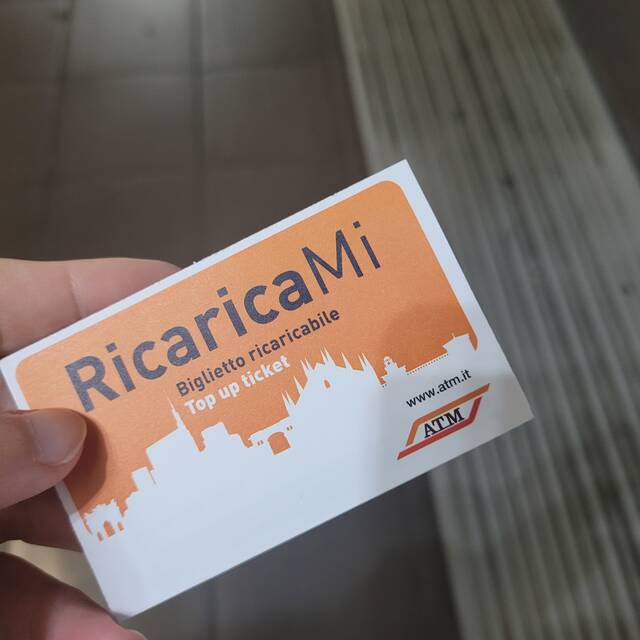 RicaricaMi
Biglietto ricaricabile
Top up ticket
www.atm.it
ATM